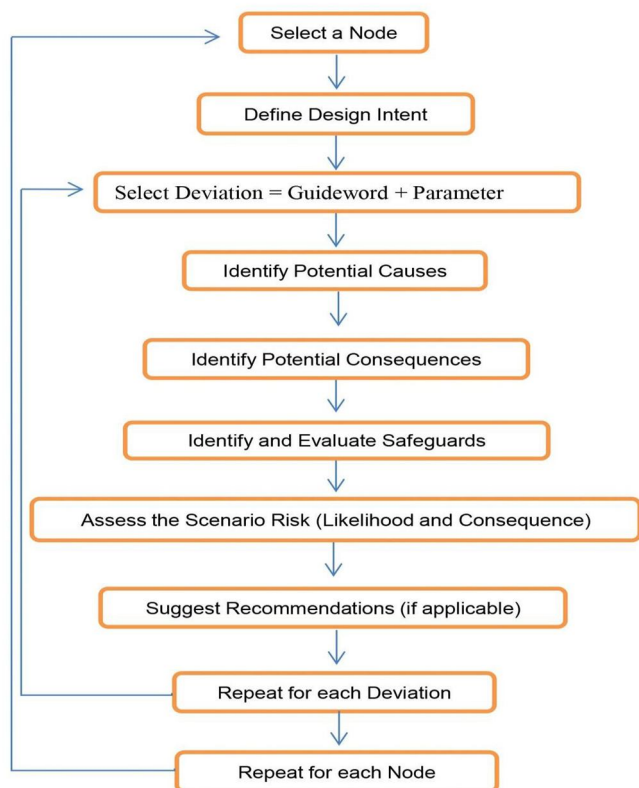 Select a Node
Define Design Intent
Select Deviation = Guideword + Parameter
Identify Potential Causes
Identify Potential Consequences
Identify and Evaluate Safeguards
Assess the Scenario Risk (Likelihood and Consequence)
Suggest Recommendations (if applicable)
Repeat for each Deviation
Repeat for each Node